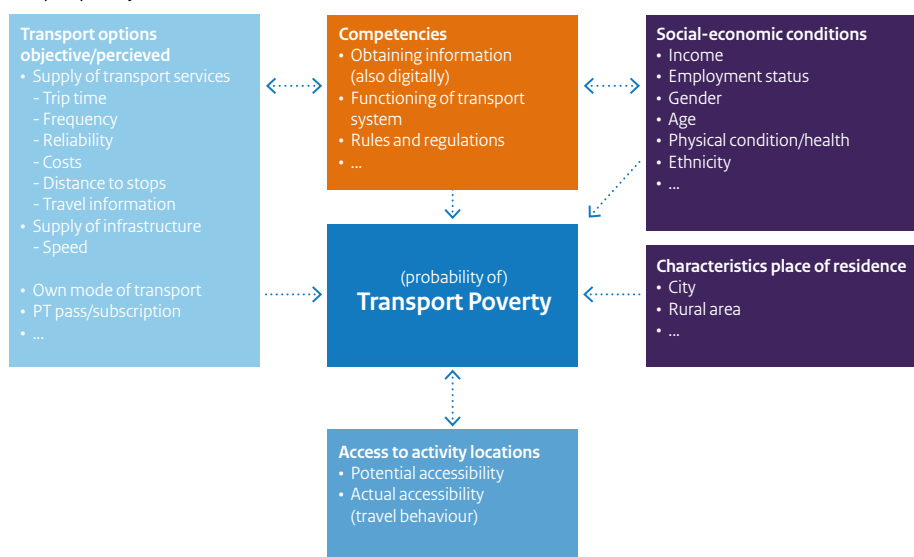 Transport options
objective/percieved
• Supply of transport services
- Trip time
- Frequency
- Reliability
- Costs
- Distance to stops
- Travel information
• Supply of infrastructure
- Speed
• Own mode of transport
• PT pass/subscription
• ...
Competencies
• Obtaining information
(also digitally)
• Functioning of transport
system
• Rules and regulations
• ...
Social-economic conditions
• Income
• Employment status
• Gender
• Age
• Physical condition/health
• Ethnicity
• ...
(probability of)
Transport Poverty
Characteristics place of residence
• City
• Rural area
• ...
Access to activity locations
• Potential accessibility
• Actual accessibility
(travel behaviour)